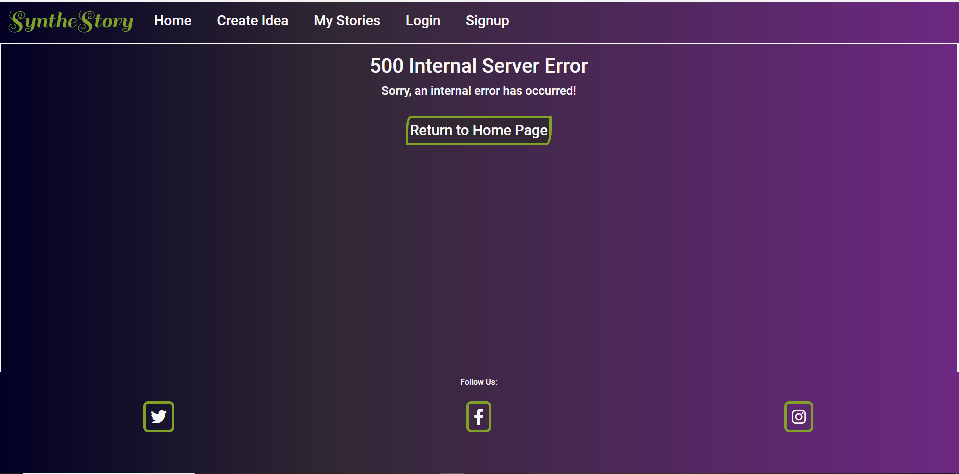 SyntheStory Home Create Idea My Stories Login Signup
500 Internal Server Error
Sorry, an internal error has occurred!
Return to Home Page
Follow Us: